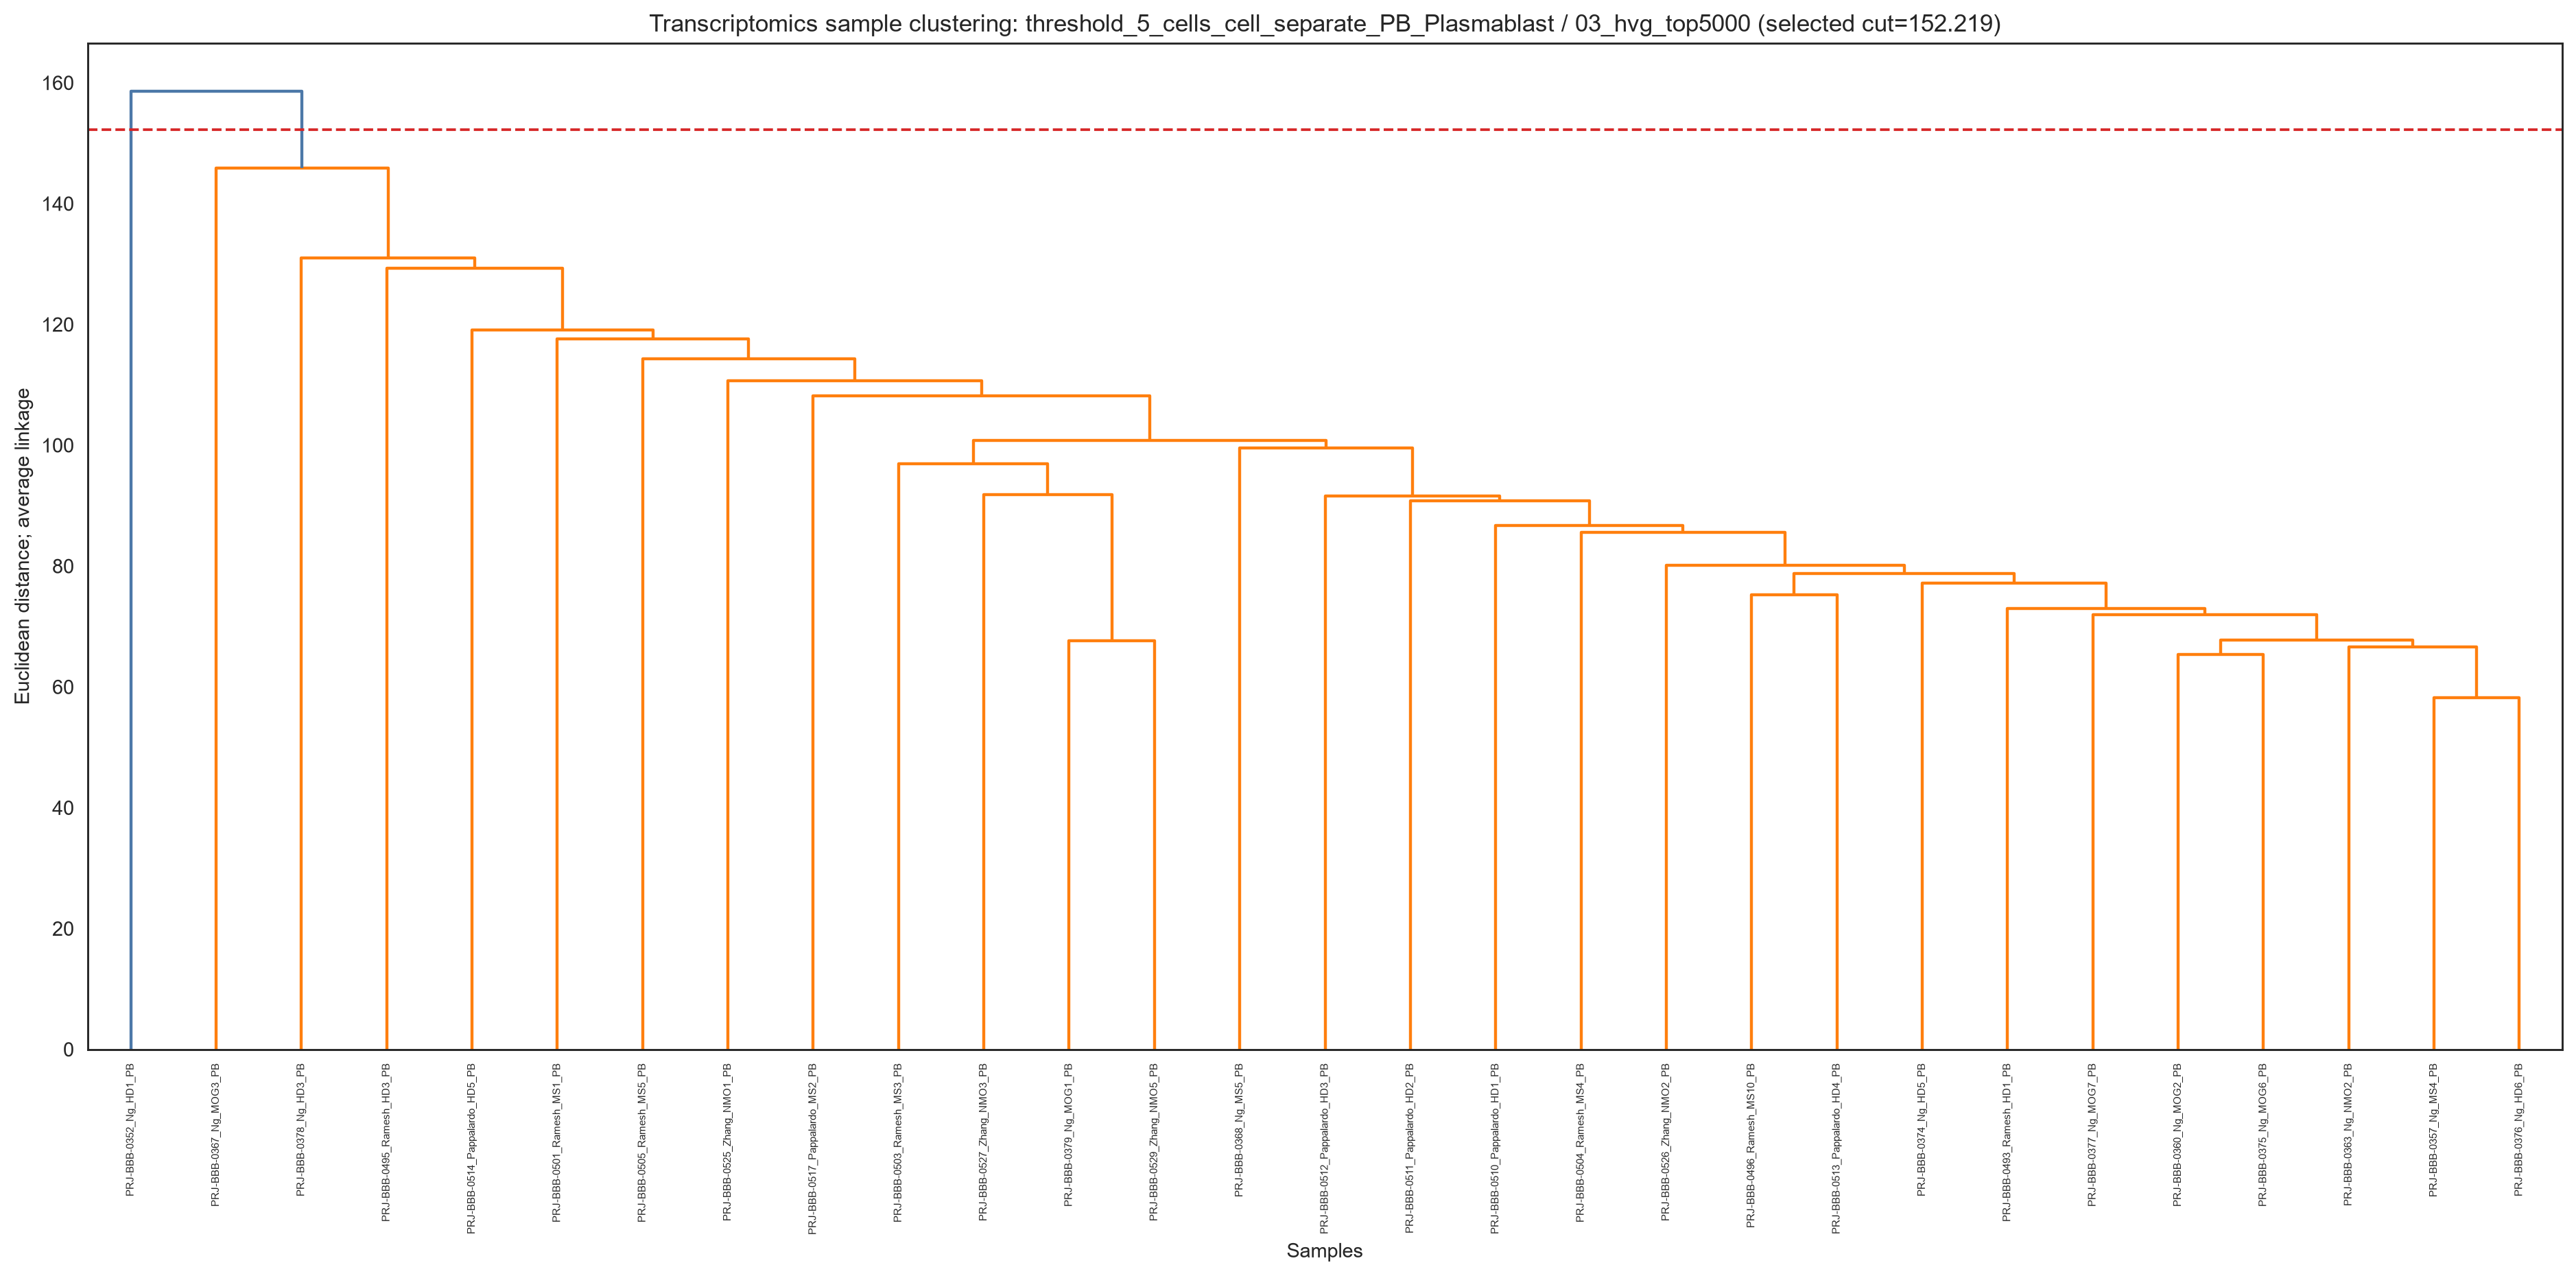 Transcriptomics sample clustering: threshold_5_cells_cell_separate_PB_Plasmablast / 03_hvg_top5000 (selected cut=152.219)
Euclidean distance; average linkage
160
140
120
100
80
60
40
20
0
PRJ-BBB-0352_Ng_HD1_PB
PRJ-BBB-0367_Ng_MOG3_PB
PRJ-BBB-0378_Ng_HD3_PB
PRJ-BBB-0495_Ramesh_HD3_PB
PRJ-BBB-0514_Pappalardo_HD5_PB
PRJ-BBB-0501_Ramesh_MS1_PB
PRJ-BBB-0505_Ramesh_MS5_PB
PRJ-BBB-0525_Zhang_NMO1_PB
PRJ-BBB-0517_Pappalardo_MS2_PB
PRJ-BBB-0503_Ramesh_MS3_PB
PRJ-BBB-0527_Zhang_NMO3_PB
PRJ-BBB-0379_Ng_MOG1_PB
PRJ-BBB-0529_Zhang_NMO5_PB
PRJ-BBB-0368_Ng_MS5_PB
PRJ-BBB-0512_Pappalardo_HD3_PB
PRJ-BBB-0511_Pappalardo_HD2_PB
PRJ-BBB-0510_Pappalardo_HD1_PB
PRJ-BBB-0504_Ramesh_MS4_PB
PRJ-BBB-0526_Zhang_NMO2_PB
PRJ-BBB-0496_Ramesh_MS10_PB
PRJ-BBB-0513_Pappalardo_HD4_PB
PRJ-BBB-0374_Ng_HD5_PB
PRJ-BBB-0493_Ramesh_HD1_PB
PRJ-BBB-0377_Ng_MOG7_PB
PRJ-BBB-0360_Ng_MOG2_PB
PRJ-BBB-0375_Ng_MOG6_PB
PRJ-BBB-0363_Ng_NMO2_PB
PRJ-BBB-0357_Ng_MS4_PB
PRJ-BBB-0376_Ng_HD6_PB
Samples